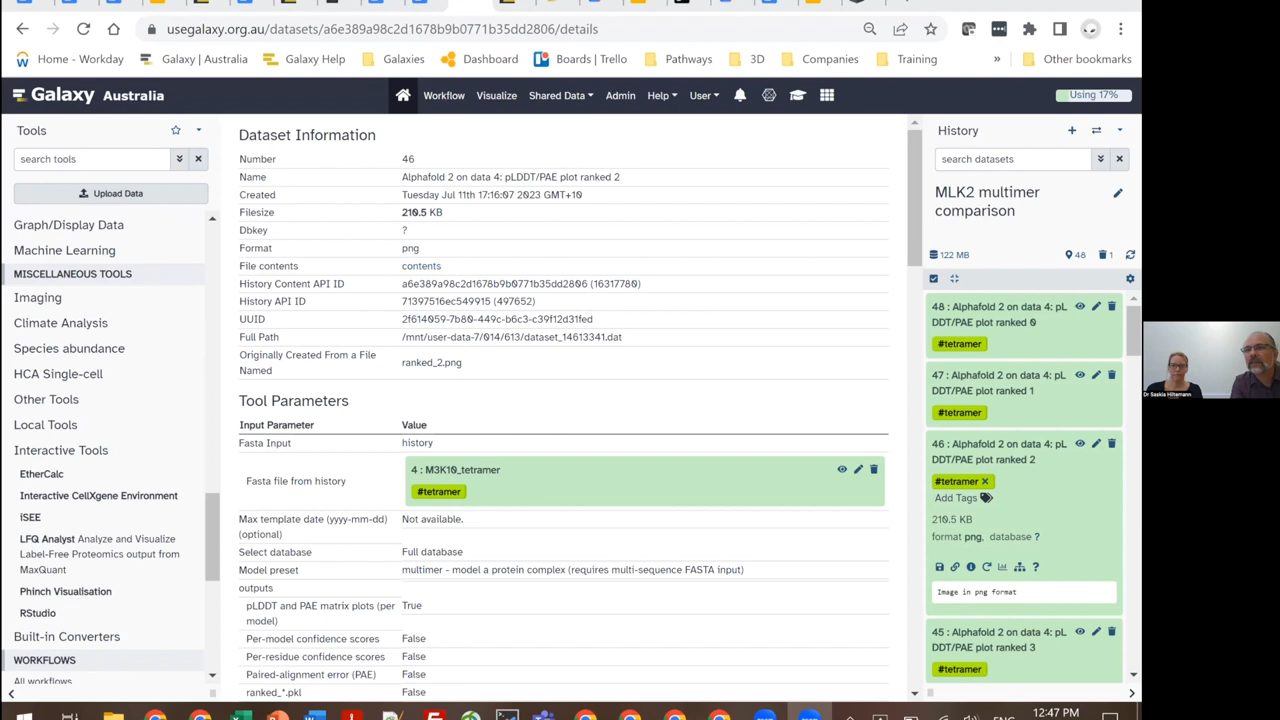 usegalaxy.org.au/datasets/a6e389a98c2d1678b9b0771b35dd2806/details
Home - Workday
Galaxy | Australia
Galaxy Help
Galaxies
Dashboard
Boards | Trello
Pathways
3D
Companies
Training
»
Other bookmarks
Galaxy Australia
Workflow
Visualize
Shared Data
Admin
Help
User
Using 17%
Tools
search tools
Upload Data
Graph/Display Data
Machine Learning
MISCELLANEOUS TOOLS
Imaging
Climate Analysis
Species abundance
HCA Single-cell
Other Tools
Local Tools
Interactive Tools
EtherCalc
Interactive CellXgene Environment
iSEE
LFQ Analyst Analyze and Visualize
Label-Free Proteomics output from
MaxQuant
Phinch Visualisation
RStudio
Built-in Converters
WORKFLOWS
All workflows
Dataset Information
Number 46
Name Alphafold 2 on data 4: pLDDT/PAE plot ranked 2
Created Tuesday Jul 11th 17:16:07 2023 GMT+10
Filesize 210.5 KB
Dbkey ?
Format png
File contents contents
History Content API ID a6e389a98c2d1678b9b0771b35dd2806 (16317780)
History API ID 71397516ec549915 (497652)
UUID 2f614059-7b80-449c-b6c3-c39f12d31fed
Full Path /mnt/user-data-7/014/613/dataset_14613341.dat
Originally Created From a File
Named
ranked_2.png
Tool Parameters
Input Parameter Value
Fasta Input history
Fasta file from history
4 : M3K10_tetramer
#tetramer
Max template date (yyyy-mm-dd)
(optional)
Not available.
Select database Full database
Model preset multimer - model a protein complex (requires multi-sequence FASTA input)
outputs
pLDDT and PAE matrix plots (per
model)
True
Per-model confidence scores False
Per-residue confidence scores False
Paired-alignment error (PAE) False
ranked_*.pkl False
History
search datasets
MLK2 multimer
comparison
122 MB
48
1
48 : Alphafold 2 on data 4: pL
DDT/PAE plot ranked 0
#tetramer
47 : Alphafold 2 on data 4: pL
DDT/PAE plot ranked 1
#tetramer
46 : Alphafold 2 on data 4: pL
DDT/PAE plot ranked 2
#tetramer ×
Add Tags
210.5 KB
format png, database ?
?
Image in png format
45 : Alphafold 2 on data 4: pL
DDT/PAE plot ranked 3
#tetramer
Dr Saskia Hiltemann
ENG
12:47 PM